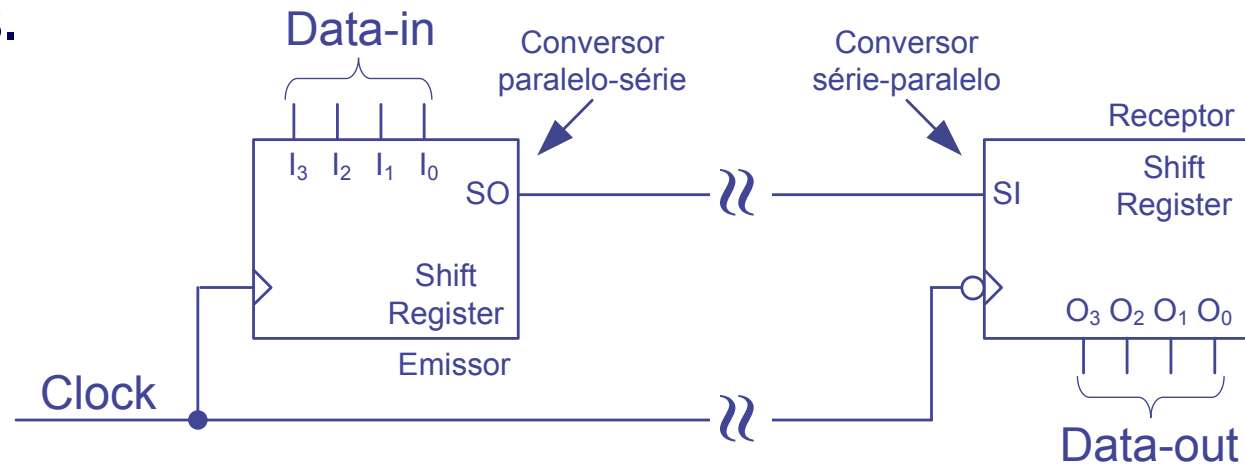 Data-in
Conversor
paralelo-série
Conversor
série-paralelo
Receptor
I3 I2 I1 I0
SO
SI
Shift
Register
Shift
Register
Emissor
O3 O2 O1 O0
Clock
Data-out